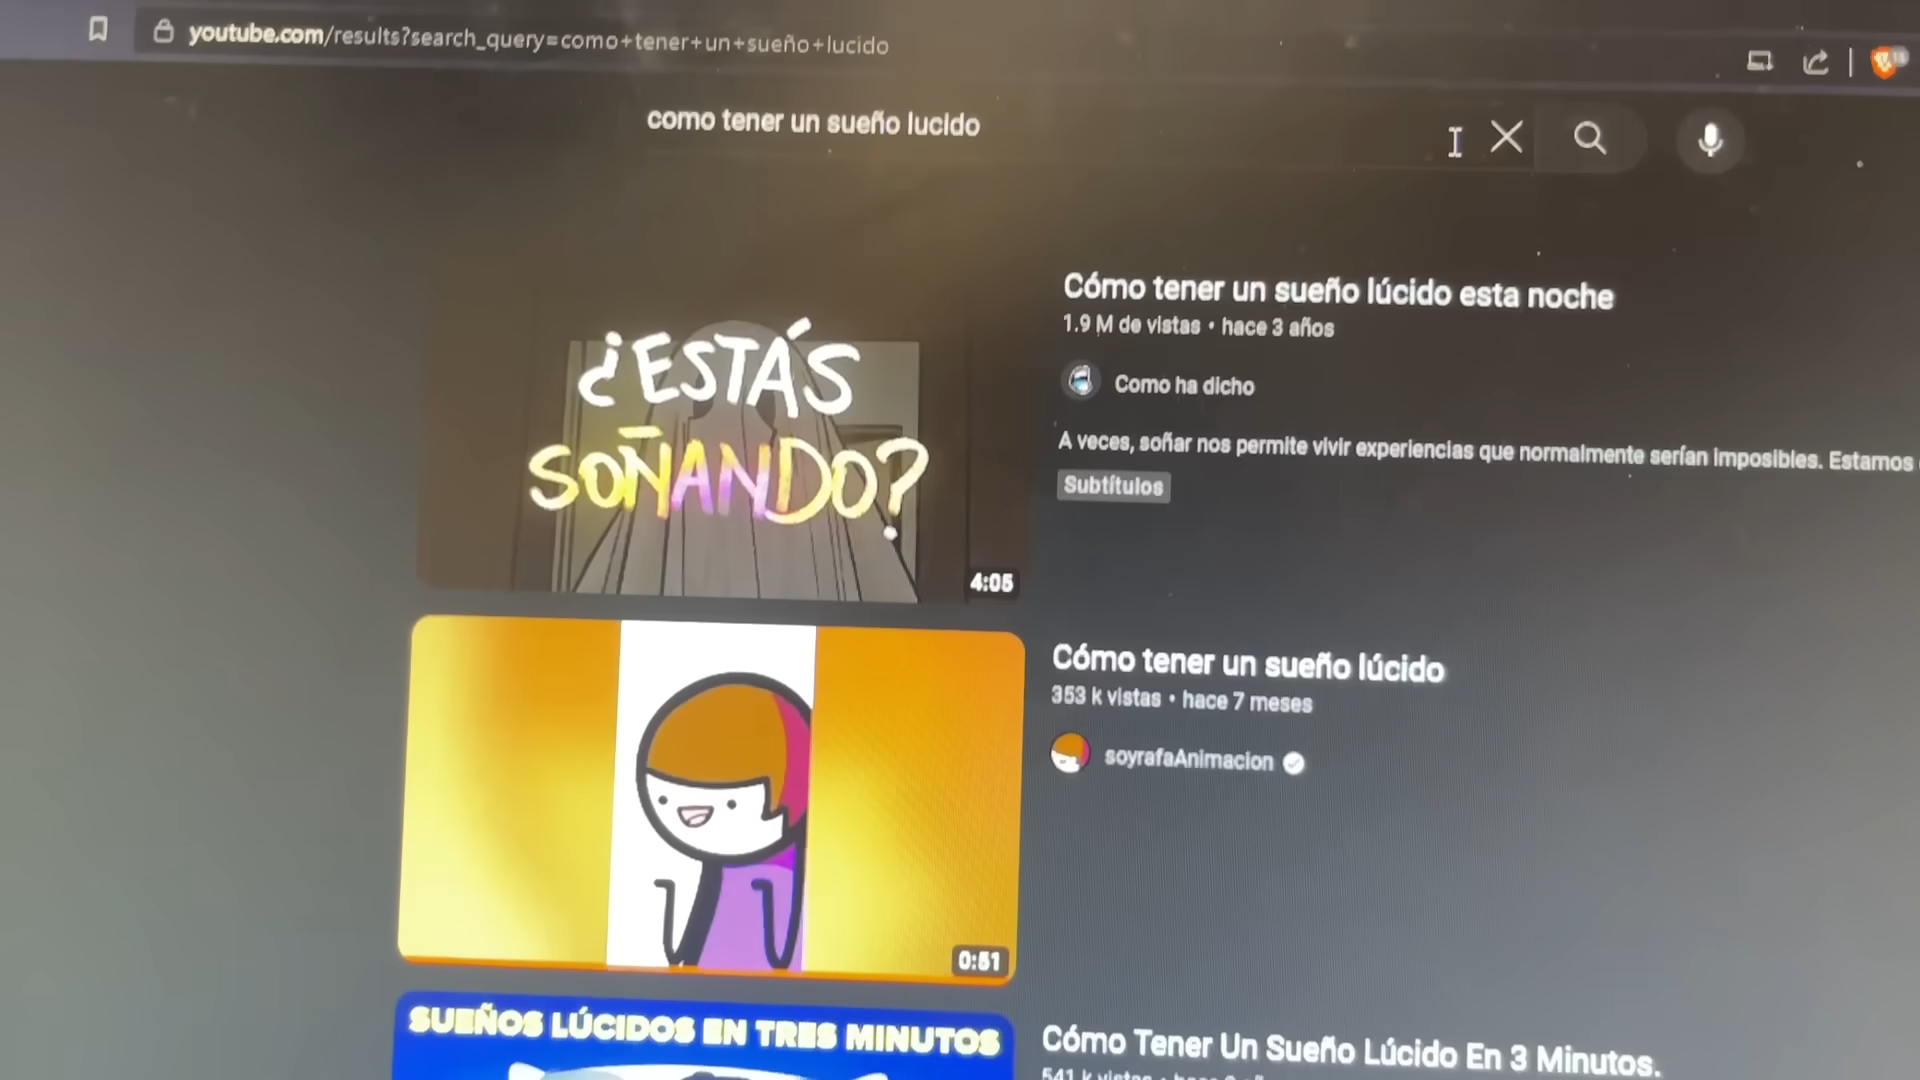 youtube.com/results?search_query=como+tener+un+sueño+lucido
como tener un sueño lucido
¿ESTÁS
SOÑANDO?
4:05
Cómo tener un sueño lúcido esta noche
1.9 M de vistas • hace 3 años
Como ha dicho
A veces, soñar nos permite vivir experiencias que normalmente serían imposibles. Estamos
Subtítulos
0:51
Cómo tener un sueño lúcido
353 k vistas • hace 7 meses
soyrafaAnimacion
SUEÑOS LÚCIDOS EN TRES MINUTOS
Cómo Tener Un Sueño Lúcido En 3 Minutos.
541 k vistas